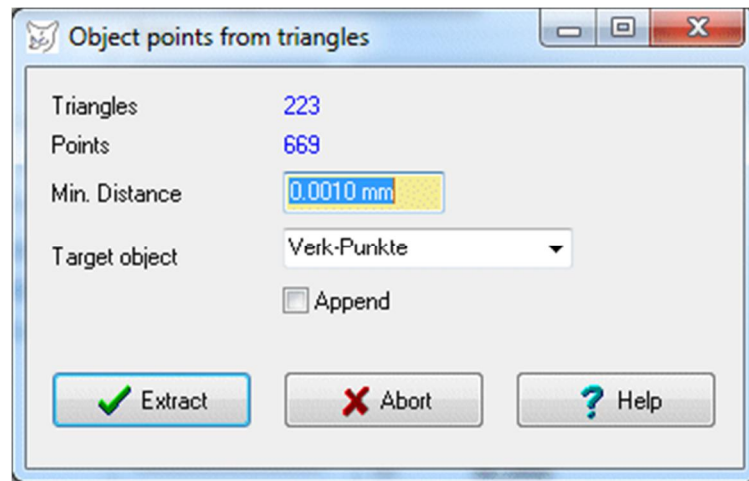 Object points from triangles
Triangles 223
Points 669
Min. Distance 0.0010 mm
Target object Verk-Punkte
Append
Extract Abort Help